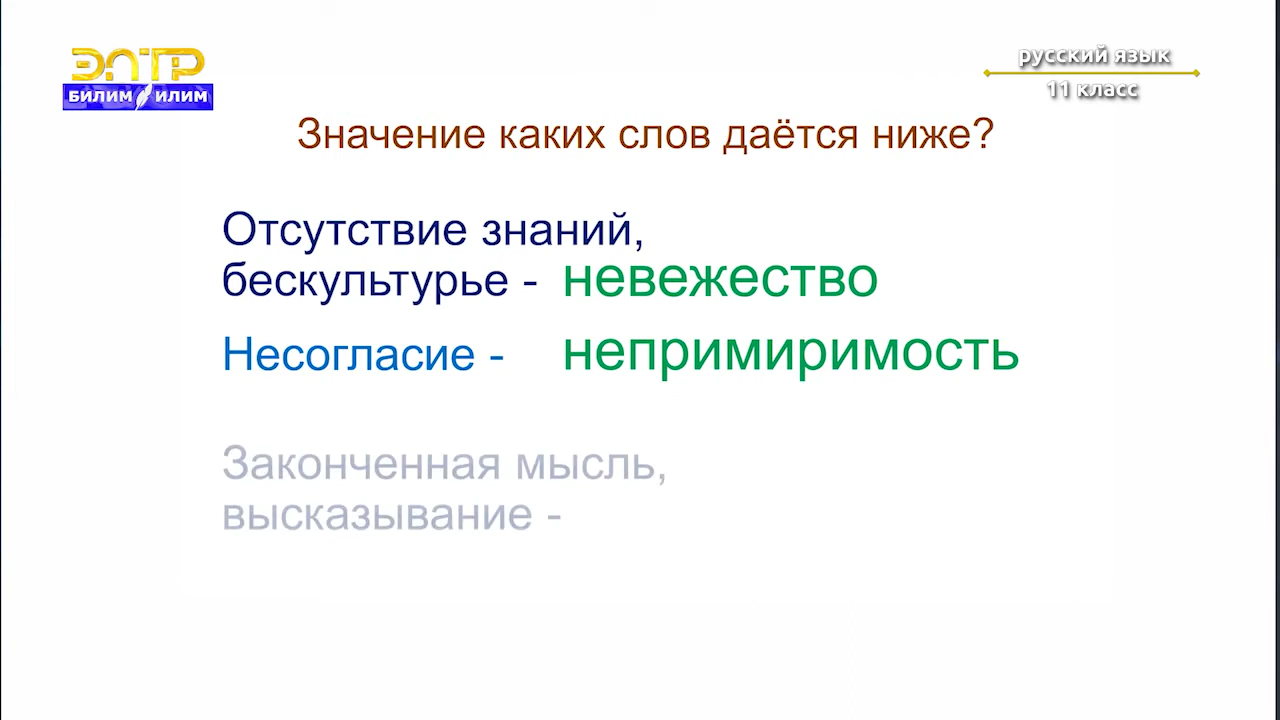 ЭЛТР
БИЛИМ ИЛИМ
русский язык
11 класс
Значение каких слов даётся ниже?
Отсутствие знаний,
бескультурье - невежество
Несогласие - непримиримость
Законченная мысль,
высказывание -